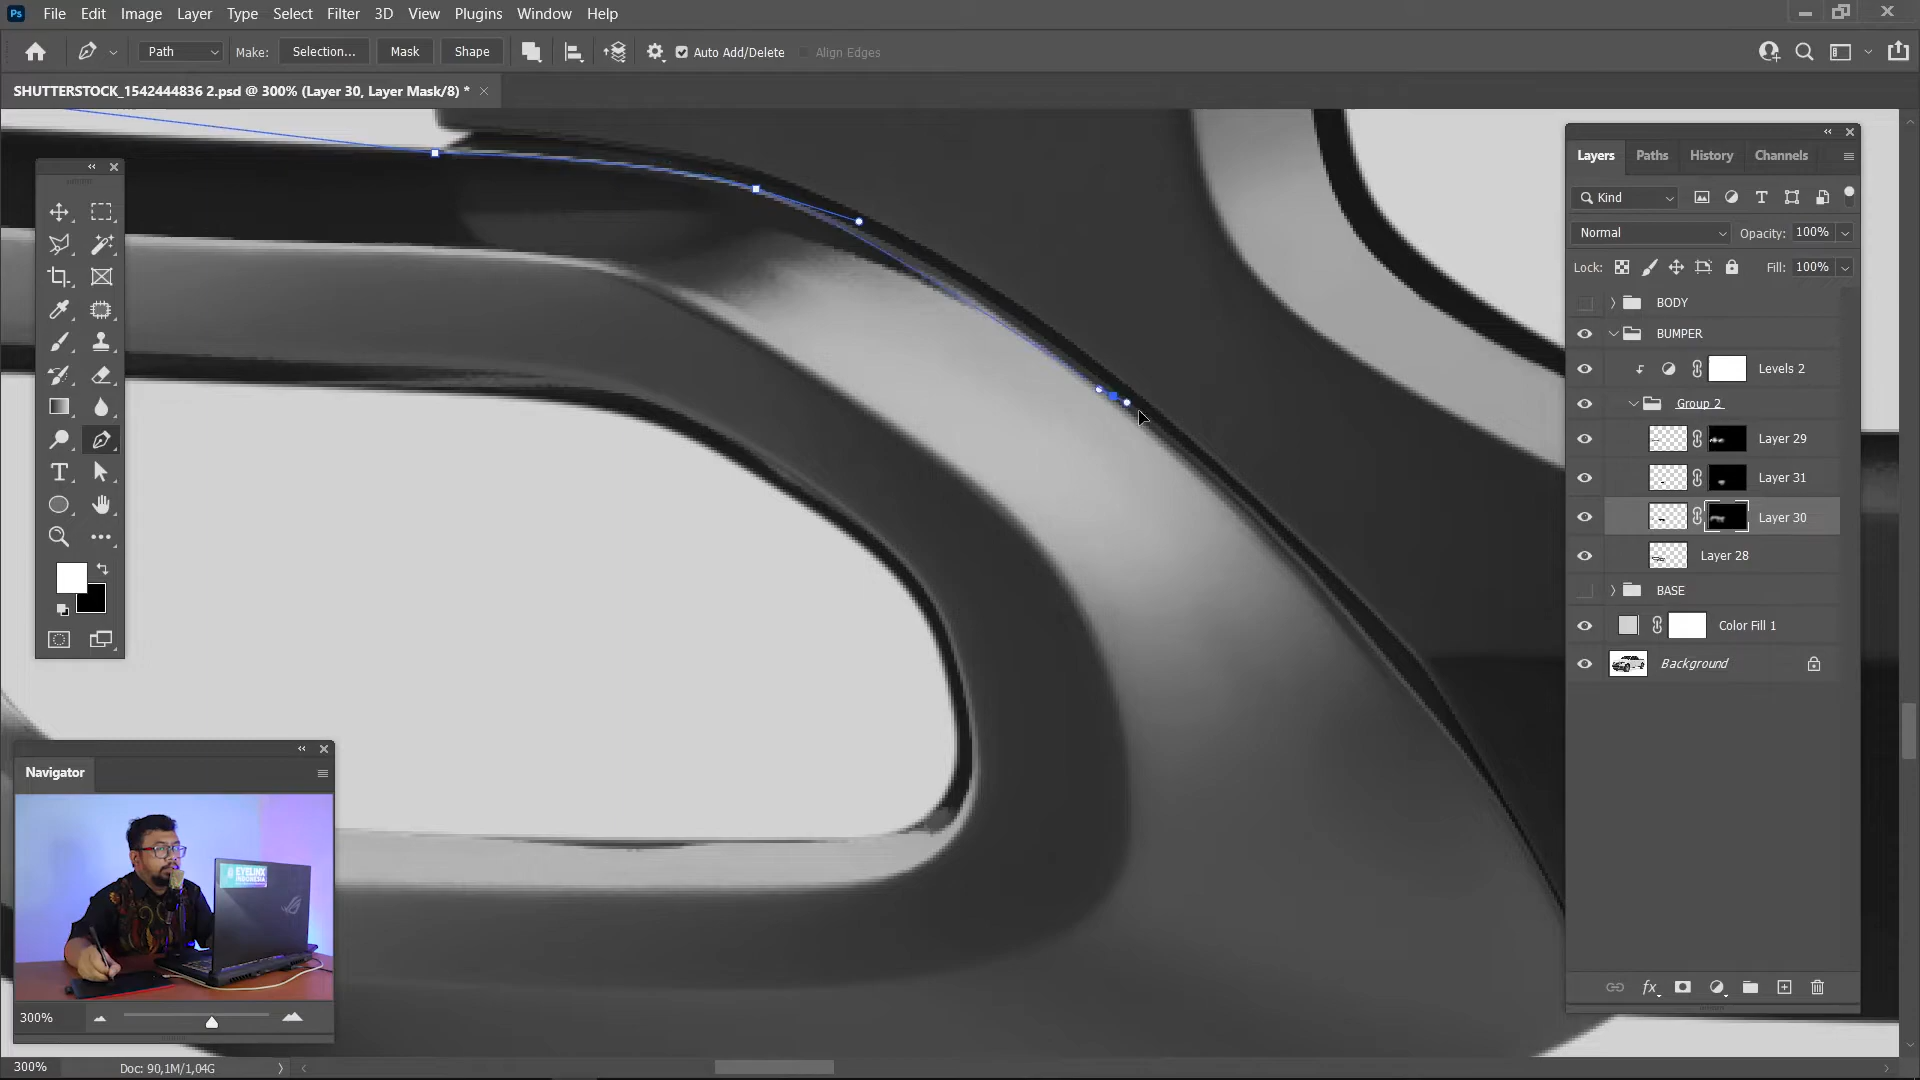 Ps File Edit Image Layer Type Select Filter 3D View Plugins Window Help
Path Make: Selection... Mask Shape Auto Add/Delete Align Edges
SHUTTERSTOCK_1542444836 2.psd @ 300% (Layer 30, Layer Mask/8) *
Layers Paths History Channels
Kind
Normal Opacity: 100%
Lock: Fill: 100%
BODY
BUMPER
Levels 2
Group 2
Layer 29
Layer 31
Layer 30
Layer 28
BASE
Color Fill 1
Background
fx
Navigator
EYELINX
INDONESIA
300%
300% Doc: 90,1M/1,04G